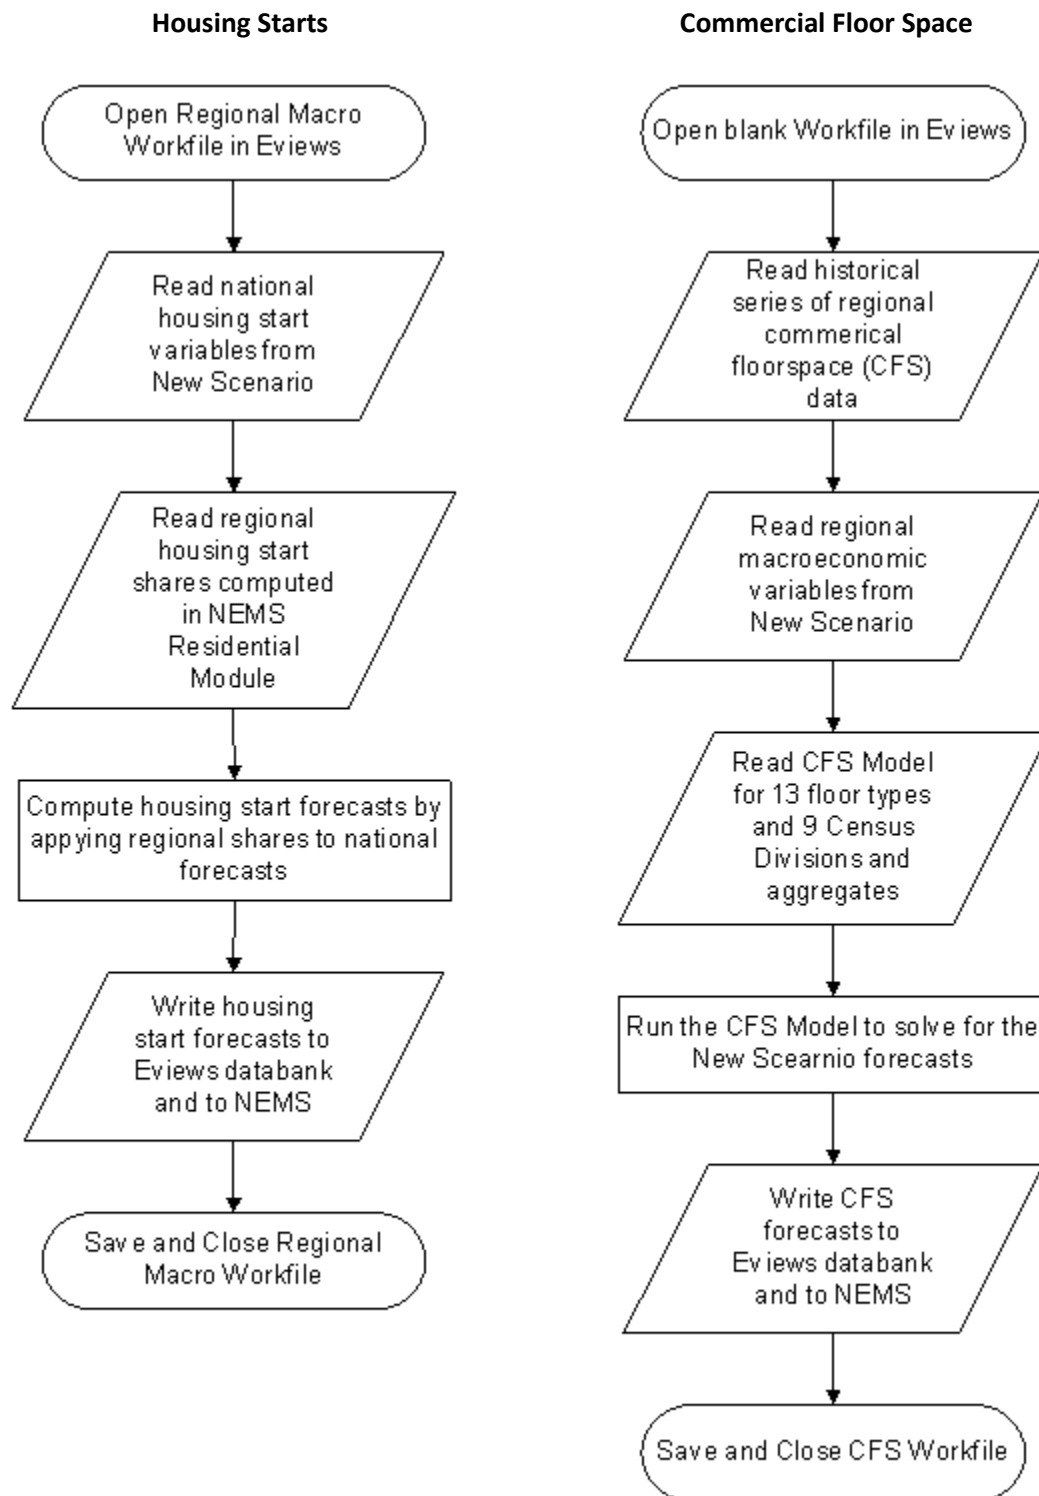 Housing Starts
Open Regional Macro
Workfile in Eviews
Read national
housing start
variables from
New Scenario
Read regional
housing start
shares computed
in NEMS
Residential
Module
Compute housing start forecasts by
applying regional shares to national
forecasts
Write housing
start forecasts to
Eviews databank
and to NEMS
Save and Close Regional
Macro Workfile
Commercial Floor Space
Open blank Workfile in Eviews
Read historical
series of regional
commerical
floorspace (CFS)
data
Read regional
macroeconomic
variables from
New Scenario
Read CFS Model
for 13 floor types
and 9 Census
Divisions and
aggregates
Run the CFS Model to solve for the
New Scearnio forecasts
Write CFS
forecasts to
Eviews databank
and to NEMS
Save and Close CFS Workfile